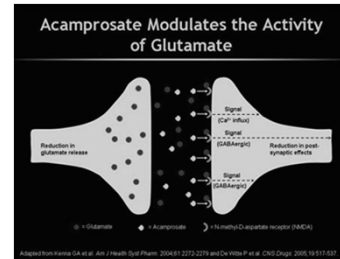 Acamprosate Modulates the Activity
of Glutamate
Signal
(Ca²⁺ influx)
Signal
(GABAergic)
Reduction in
glutamate release
Reduction in post-
synaptic effects
Signal
(GABAergic)
= Glutamate
= Acamprosate
= N-methyl-D-aspartate receptor (NMDA)
Adapted from Kenna GA et al. Am J Health Syst Pharm. 2004;61:2272-2279 and De Witte P et al. CNS Drugs. 2005;19:517-537.